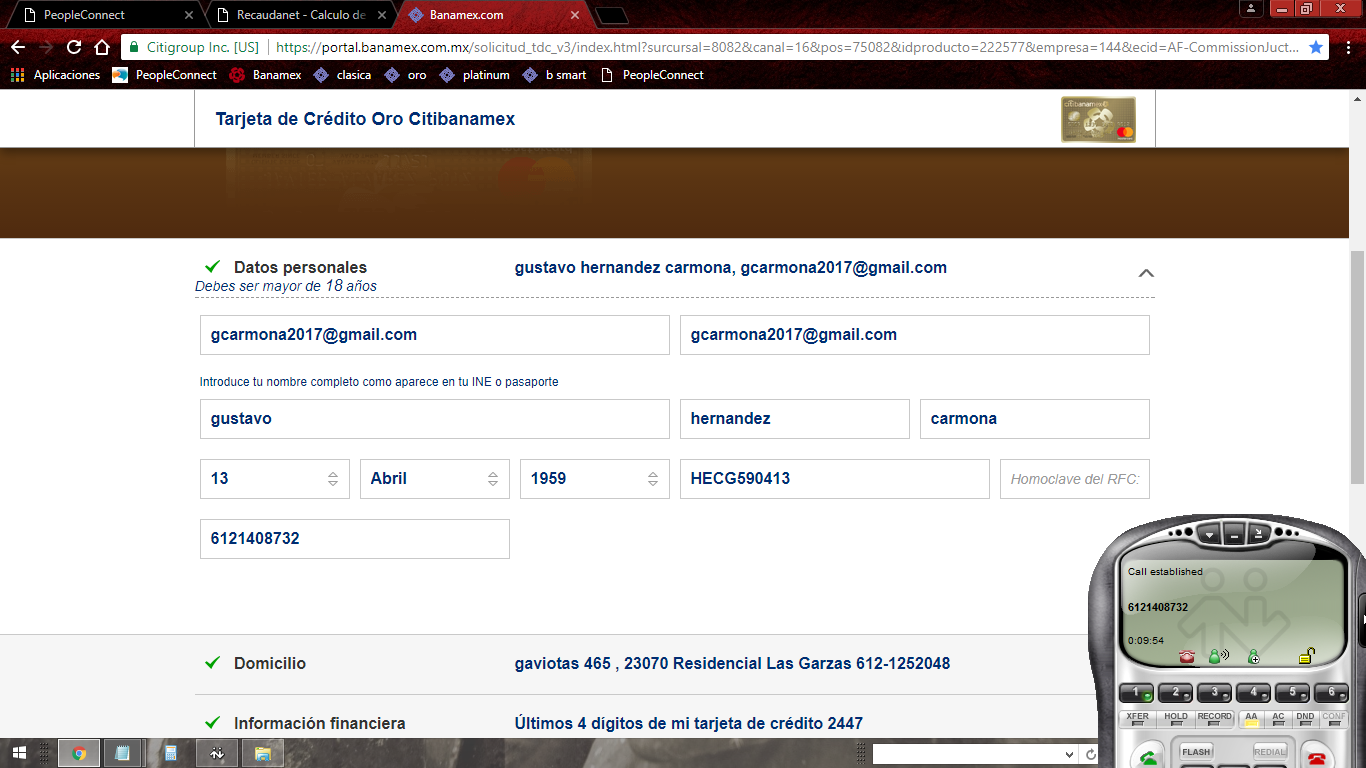 PeopleConnect
Recaudanet - Calculo de
Banamex.com
Citigroup Inc. [US]
https://portal.banamex.com.mx/solicitud_tdc_v3/index.html?surcursal=8082&canal=16&pos=75082&idproducto=222577&empresa=144&ecid=AF-CommissionJuct...
Aplicaciones PeopleConnect Banamex clasica oro platinum b smart PeopleConnect
Tarjeta de Crédito Oro Citibanamex
citibanamex
Datos personales gustavo hernandez carmona, gcarmona2017@gmail.com
Debes ser mayor de 18 años
gcarmona2017@gmail.com gcarmona2017@gmail.com
Introduce tu nombre completo como aparece en tu INE o pasaporte
gustavo hernandez carmona
13 Abril 1959 HECG590413 Homoclave del RFC:
6121408732
Call established
6121408732
0:09:54
Domicilio gaviotas 465 , 23070 Residencial Las Garzas 612-1252048
1 2 3 4 5 6
XFER HOLD RECORD AA AC DND CONF
Información financiera Últimos 4 dígitos de mi tarjeta de crédito 2447
FLASH REDIAL